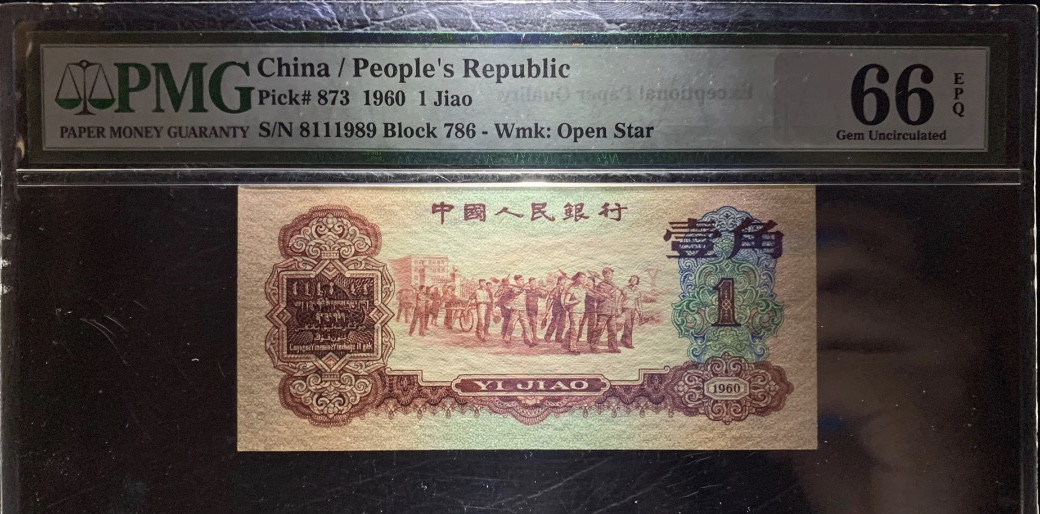 PMG
PAPER MONEY GUARANTY
China / People's Republic
Pick# 873 1960 1 Jiao
S/N 8111989 Block 786 - Wmk: Open Star
Exceptional Paper Quality
66
EPQ
Gem Uncirculated
中國人民銀行
壹角
1
YI JIAO
1960